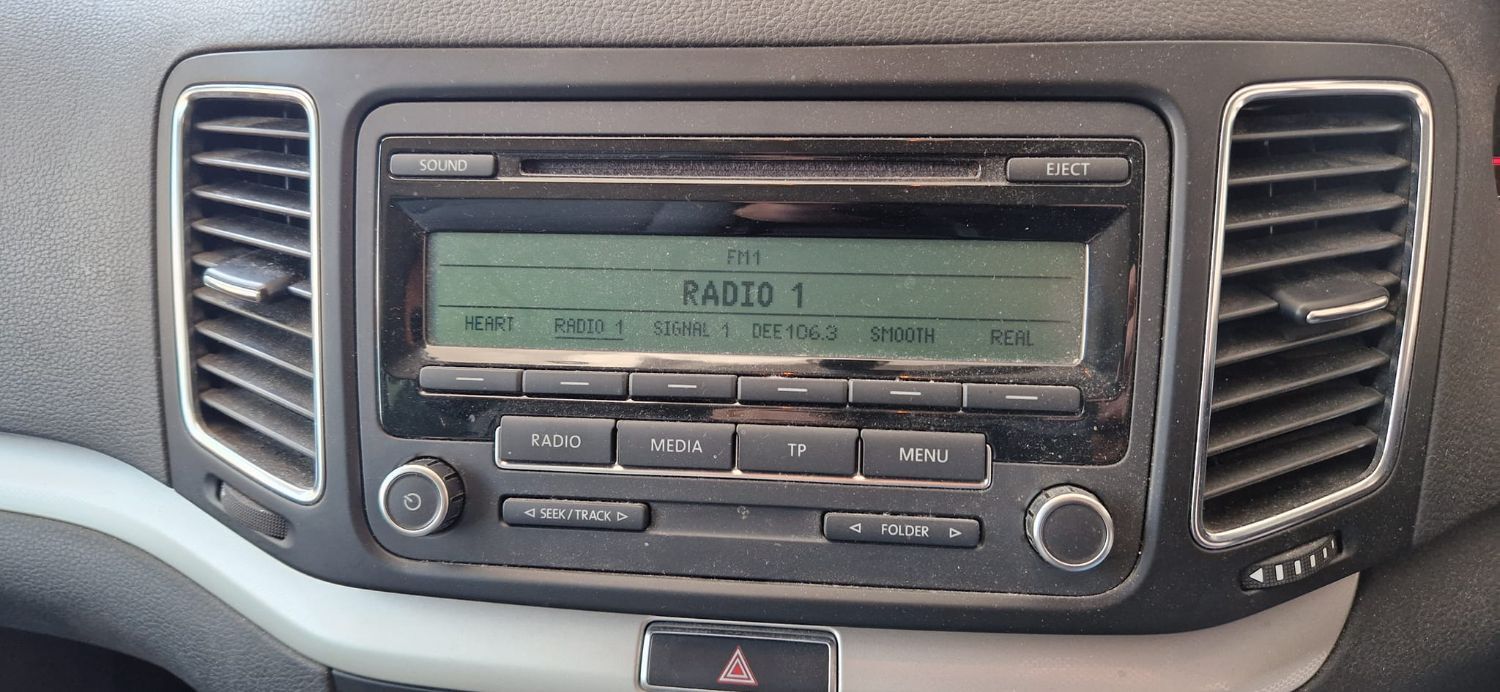 SOUND EJECT
FM1
RADIO 1
HEART RADIO 1 SIGNAL 1 DEE106.3 SMOOTH REAL
RADIO MEDIA TP MENU
SEEK/TRACK FOLDER